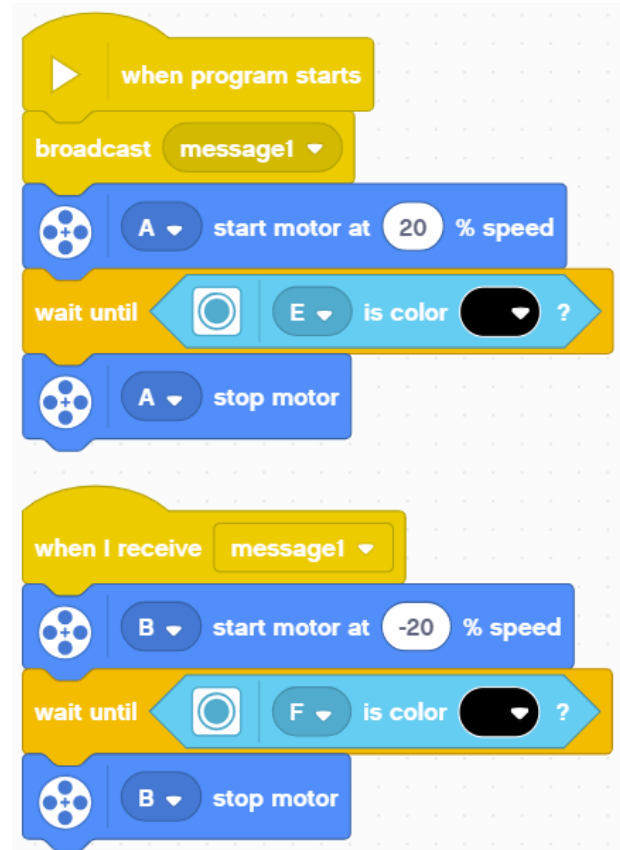 when program starts
broadcast message1
A start motor at 20 % speed
wait until E is color ?
A stop motor
when I receive message1
B start motor at -20 % speed
wait until F is color ?
B stop motor